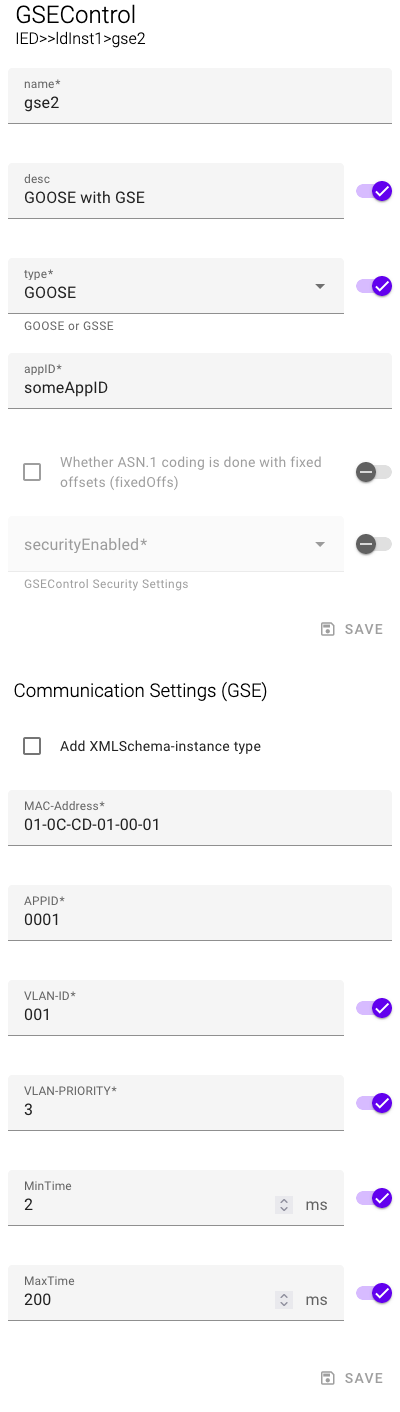 GSEControl
IED>>ldInst1>gse2
name*
gse2
desc
GOOSE with GSE
type*
GOOSE
GOOSE or GSSE
appID*
someAppID
Whether ASN.1 coding is done with fixed
offsets (fixedOffs)
securityEnabled*
GSEControl Security Settings
SAVE
Communication Settings (GSE)
Add XMLSchema-instance type
MAC-Address*
01-0C-CD-01-00-01
APPID*
0001
VLAN-ID*
001
VLAN-PRIORITY*
3
MinTime
2 ms
MaxTime
200 ms
SAVE